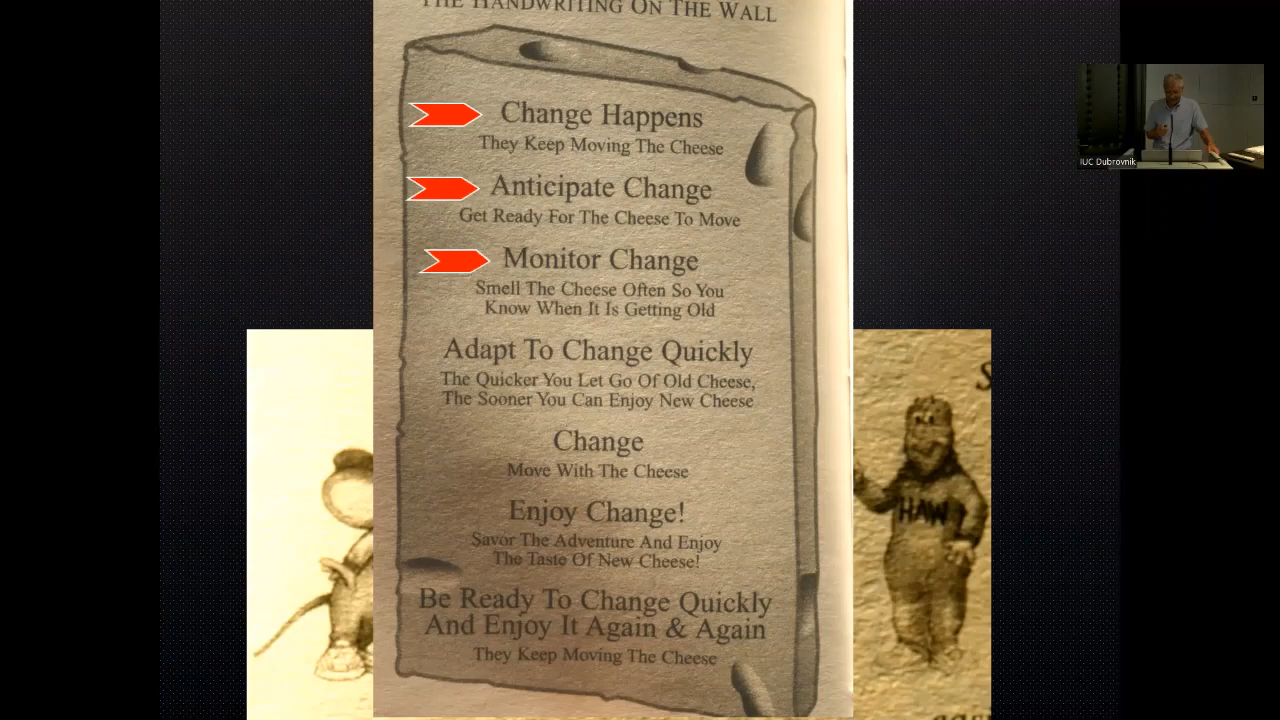 THE HANDWRITING ON THE WALL
Change Happens
They Keep Moving The Cheese
Anticipate Change
Get Ready For The Cheese To Move
Monitor Change
Smell The Cheese Often So You
Know When It Is Getting Old
Adapt To Change Quickly
The Quicker You Let Go Of Old Cheese,
The Sooner You Can Enjoy New Cheese
Change
Move With The Cheese
Enjoy Change!
Savor The Adventure And Enjoy
The Taste Of New Cheese!
Be Ready To Change Quickly
And Enjoy It Again & Again
They Keep Moving The Cheese
HAW
IUC Dubrovnik